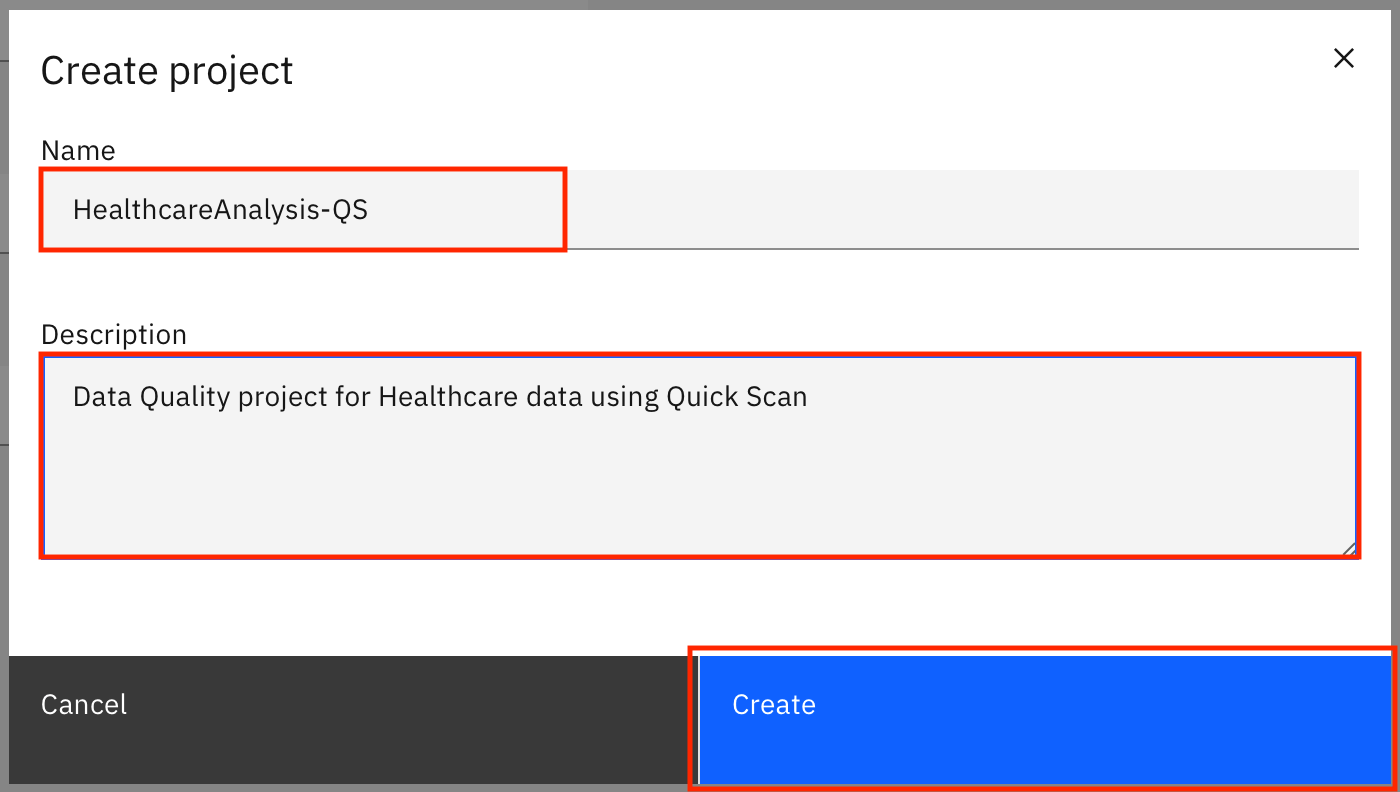 Create project
Name
HealthcareAnalysis-QS
Description
Data Quality project for Healthcare data using Quick Scan
Cancel
Create